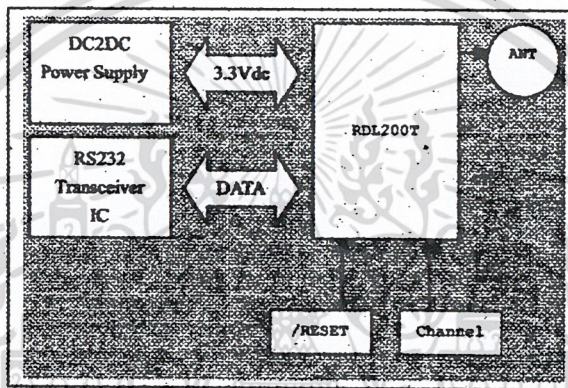 DC2DC
Power Supply
3.3Vdc
ANT
RDL200T
RS232
Transceiver
IC
DATA
/RESET
Channel